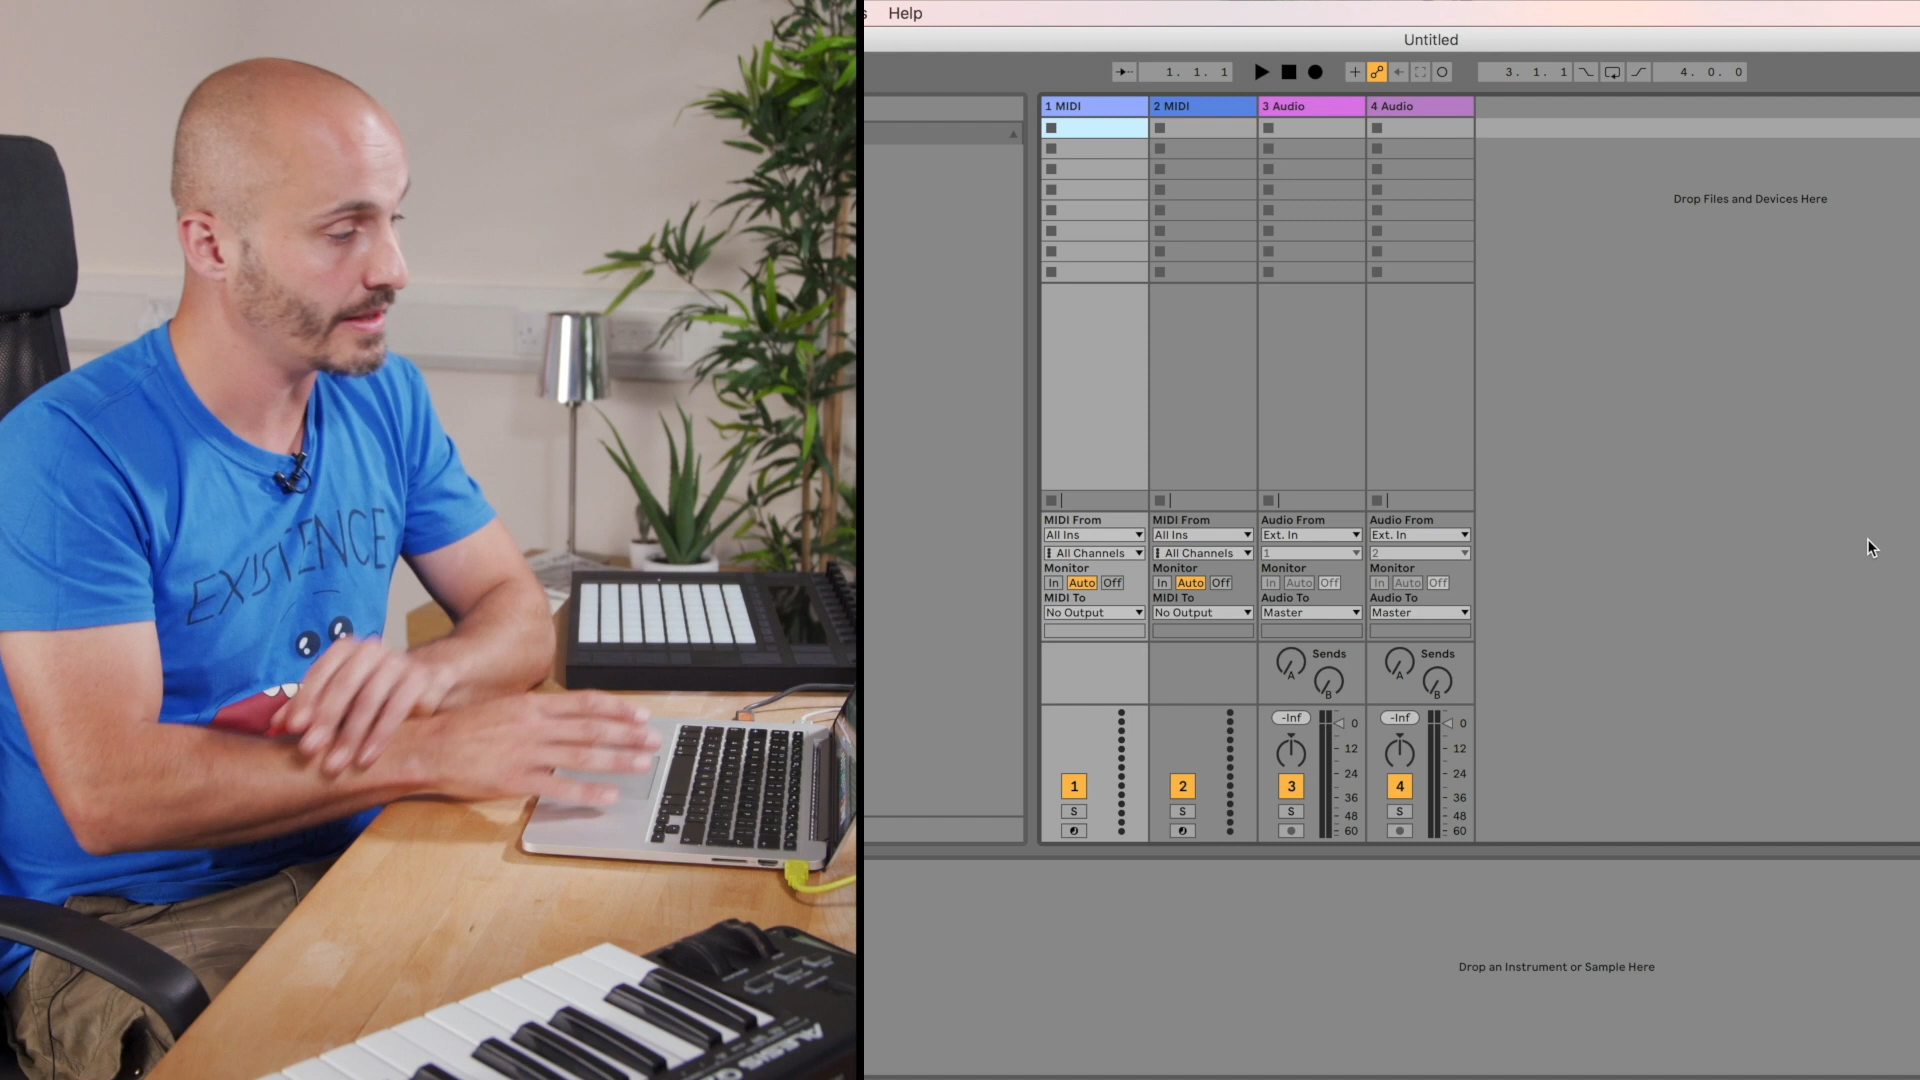 Help
Untitled
1. 1. 1
3. 1. 1
4. 0. 0
1 MIDI
2 MIDI
3 Audio
4 Audio
Drop Files and Devices Here
MIDI From
MIDI From
Audio From
Audio From
All Ins
All Ins
Ext. In
Ext. In
All Channels
All Channels
1
2
Monitor
Monitor
Monitor
Monitor
In Auto Off
In Auto Off
In Auto Off
In Auto Off
MIDI To
MIDI To
Audio To
Audio To
No Output
No Output
Master
Master
Sends
Sends
A
B
A
B
-Inf
-Inf
0
12
24
36
48
60
0
12
24
36
48
60
1
2
3
4
S
S
S
S
Drop an Instrument or Sample Here
EXISTENCE
ALESIS